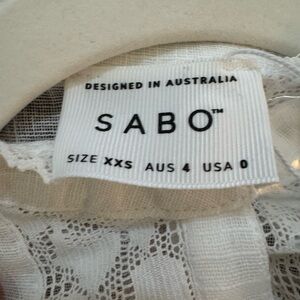 DESIGNED IN AUSTRALIA
SABO™
SIZE XXS AUS 4 USA 0